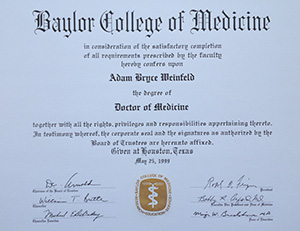 Baylor College of Medicine
in consideration of the satisfactory completion
of all requirements prescribed by the faculty
hereby confers upon
Adam Bryce Weinfeld
the degree of
Doctor of Medicine
together with all the rights, privileges and responsibilities appertaining thereto.
In testimony whereof, the corporate seal and the signatures as authorized by the
Board of Trustees are hereunto affixed.
Given at Houston, Texas
May 25, 1999
President